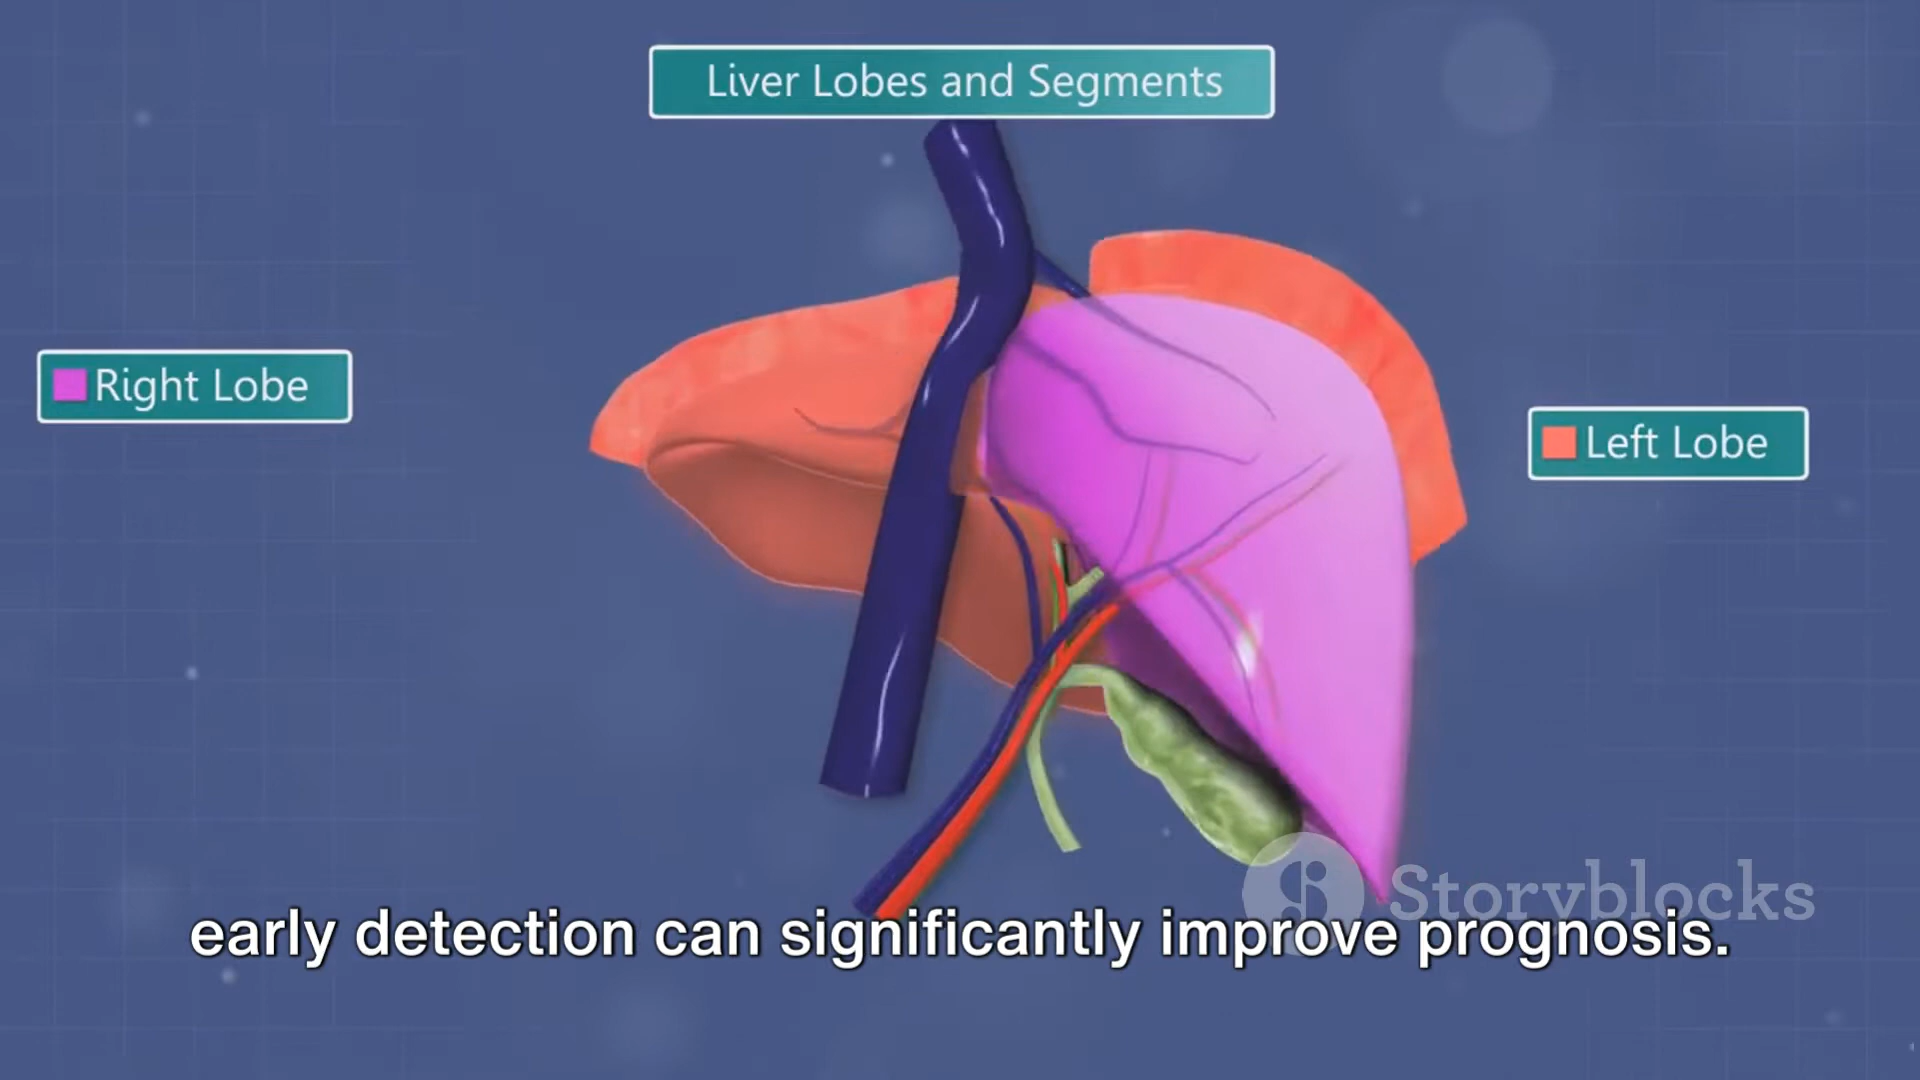 Liver Lobes and Segments
Right Lobe
Left Lobe
Storyblocks
early detection can significantly improve prognosis.